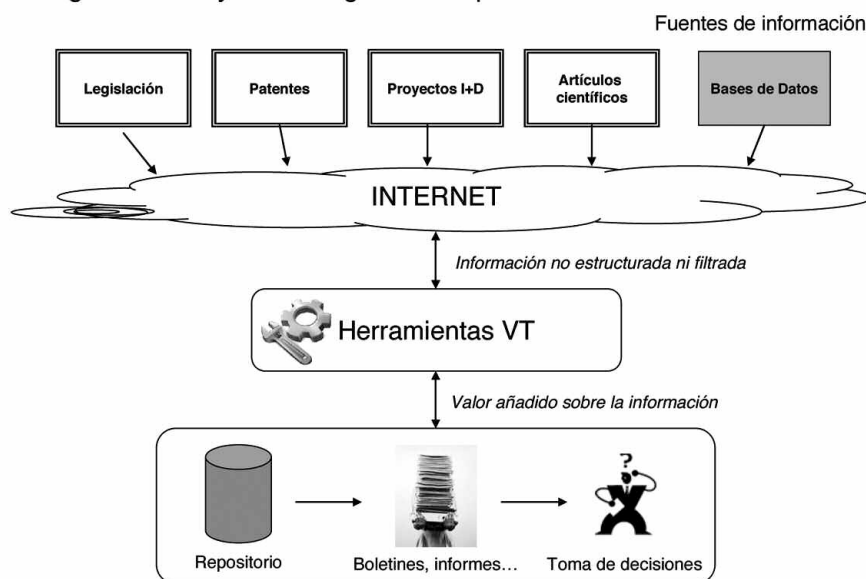 Fuentes de información
Legislación
Patentes
Proyectos I+D
Artículos
científicos
Bases de Datos
INTERNET
Información no estructurada ni filtrada
Herramientas VT
Valor añadido sobre la información
Repositorio
Boletines, informes…
Toma de decisiones